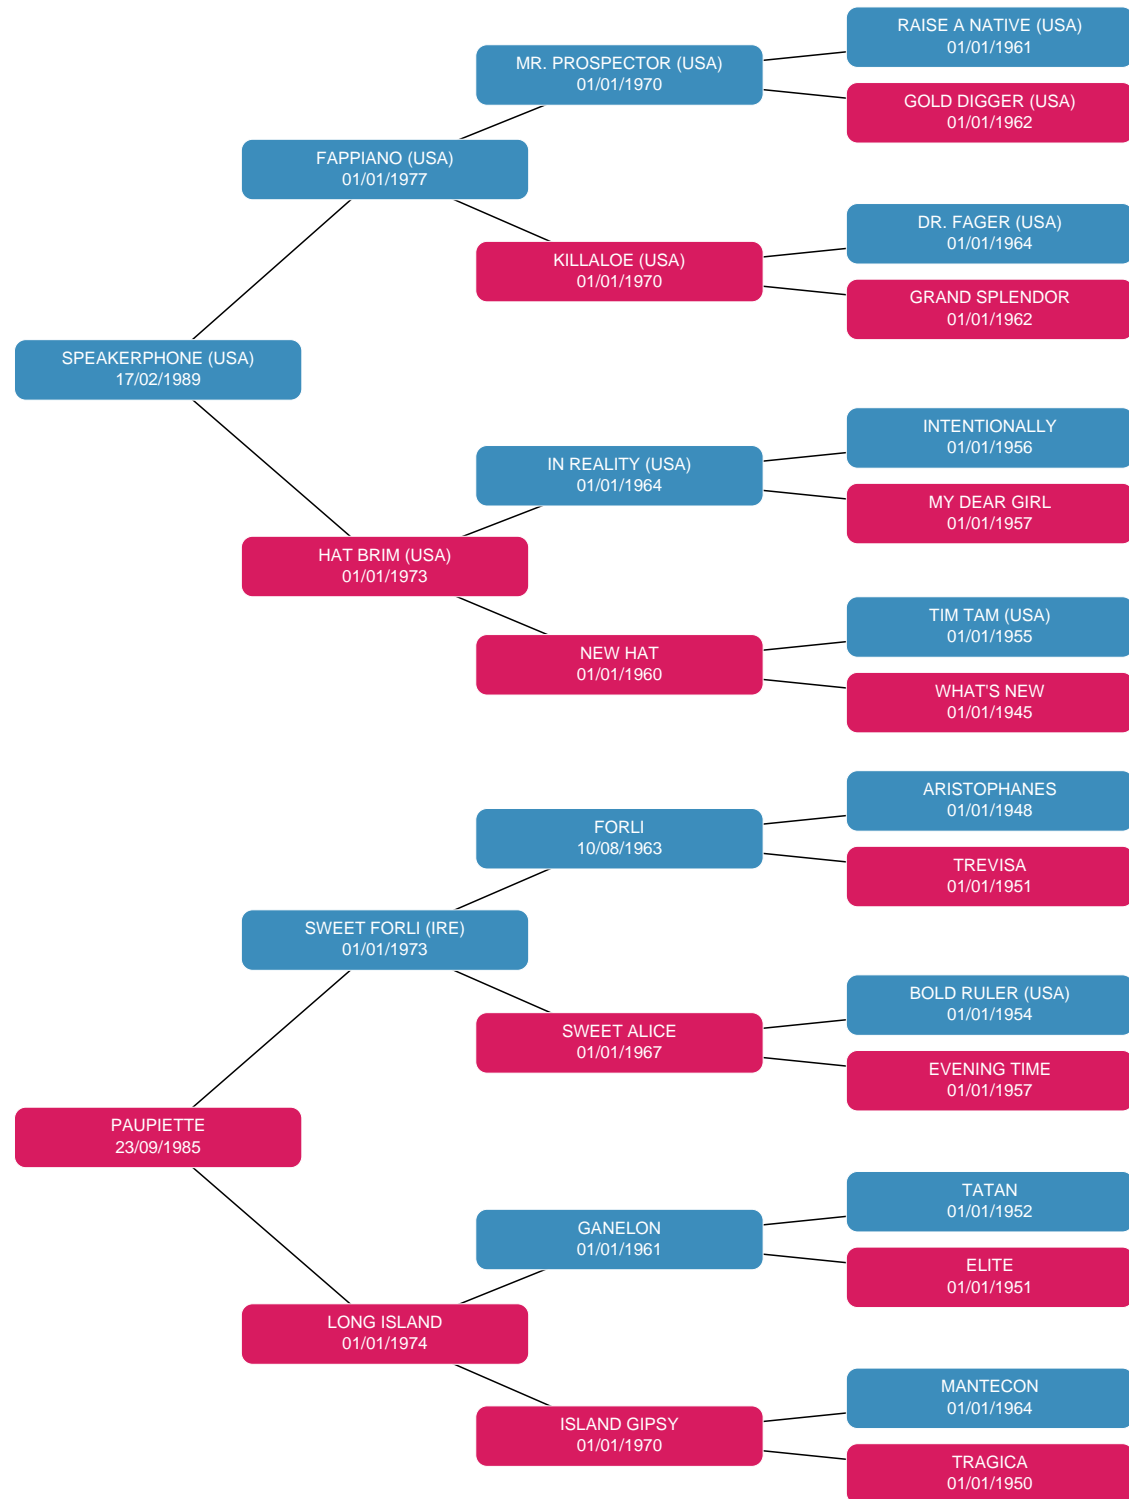 RAISE A NATIVE (USA)
01/01/1961
MR. PROSPECTOR (USA)
01/01/1970
GOLD DIGGER (USA)
01/01/1962
FAPPIANO (USA)
01/01/1977
DR. FAGER (USA)
01/01/1964
KILLALOE (USA)
01/01/1970
GRAND SPLENDOR
01/01/1962
SPEAKERPHONE (USA)
17/02/1989
INTENTIONALLY
01/01/1956
IN REALITY (USA)
01/01/1964
MY DEAR GIRL
01/01/1957
HAT BRIM (USA)
01/01/1973
TIM TAM (USA)
01/01/1955
NEW HAT
01/01/1960
WHAT'S NEW
01/01/1945
ARISTOPHANES
01/01/1948
FORLI
10/08/1963
TREVISA
01/01/1951
SWEET FORLI (IRE)
01/01/1973
BOLD RULER (USA)
01/01/1954
SWEET ALICE
01/01/1967
EVENING TIME
01/01/1957
PAUPIETTE
23/09/1985
TATAN
01/01/1952
GANELON
01/01/1961
ELITE
01/01/1951
LONG ISLAND
01/01/1974
MANTECON
01/01/1964
ISLAND GIPSY
01/01/1970
TRAGICA
01/01/1950